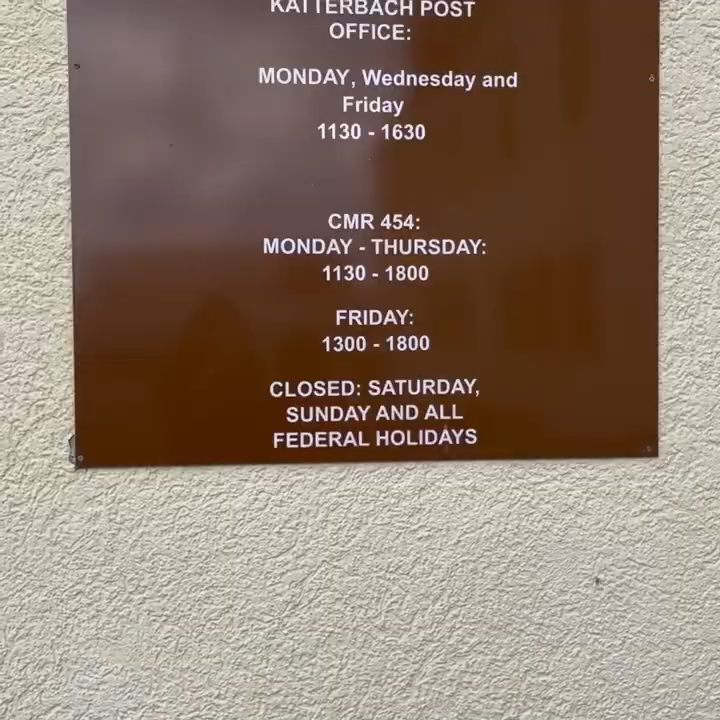 KATTERBACH POST
OFFICE:
MONDAY, Wednesday and
Friday
1130 - 1630
CMR 454:
MONDAY - THURSDAY:
1130 - 1800
FRIDAY:
1300 - 1800
CLOSED: SATURDAY,
SUNDAY AND ALL
FEDERAL HOLIDAYS